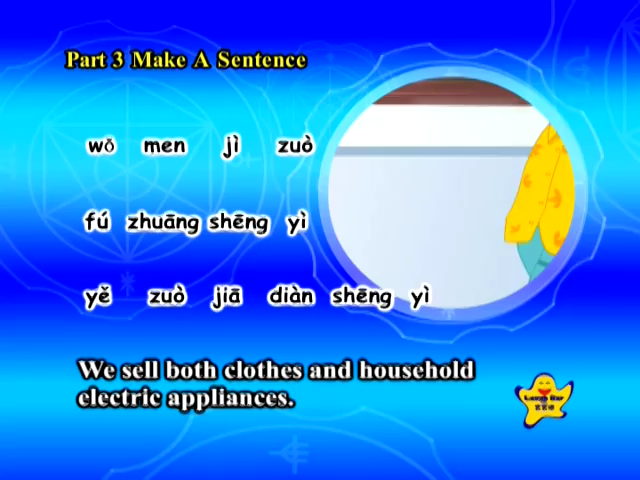 Part 3 Make A Sentence
wǒ men jì zuò
fú zhuāng shēng yì
yě zuò jiā diàn shēng yì
We sell both clothes and household
electric appliances.